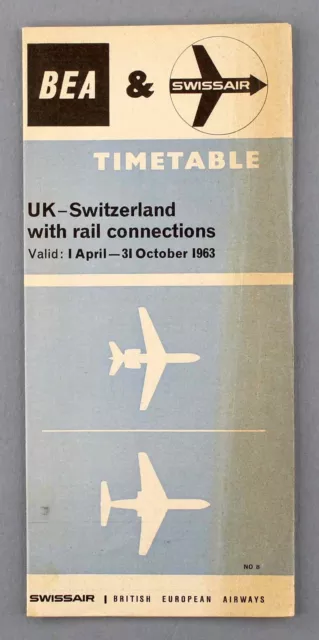 BEA & SWISSAIR
TIMETABLE
UK–Switzerland
with rail connections
Valid: 1 April—31 October 1963
NO 8
SWISSAIR | BRITISH EUROPEAN AIRWAYS